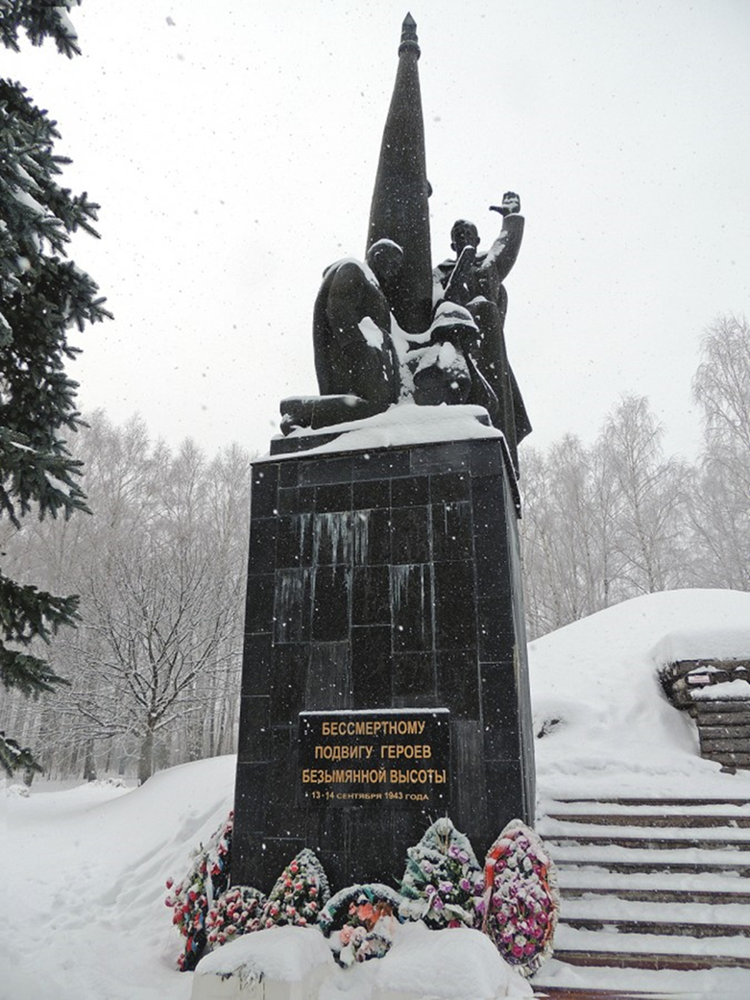 БЕССМЕРТНОМУ
ПОДВИГУ ГЕРОЕВ
БЕЗЫМЯННОЙ ВЫСОТЫ
13-14 СЕНТЯБРЯ 1943 ГОДА